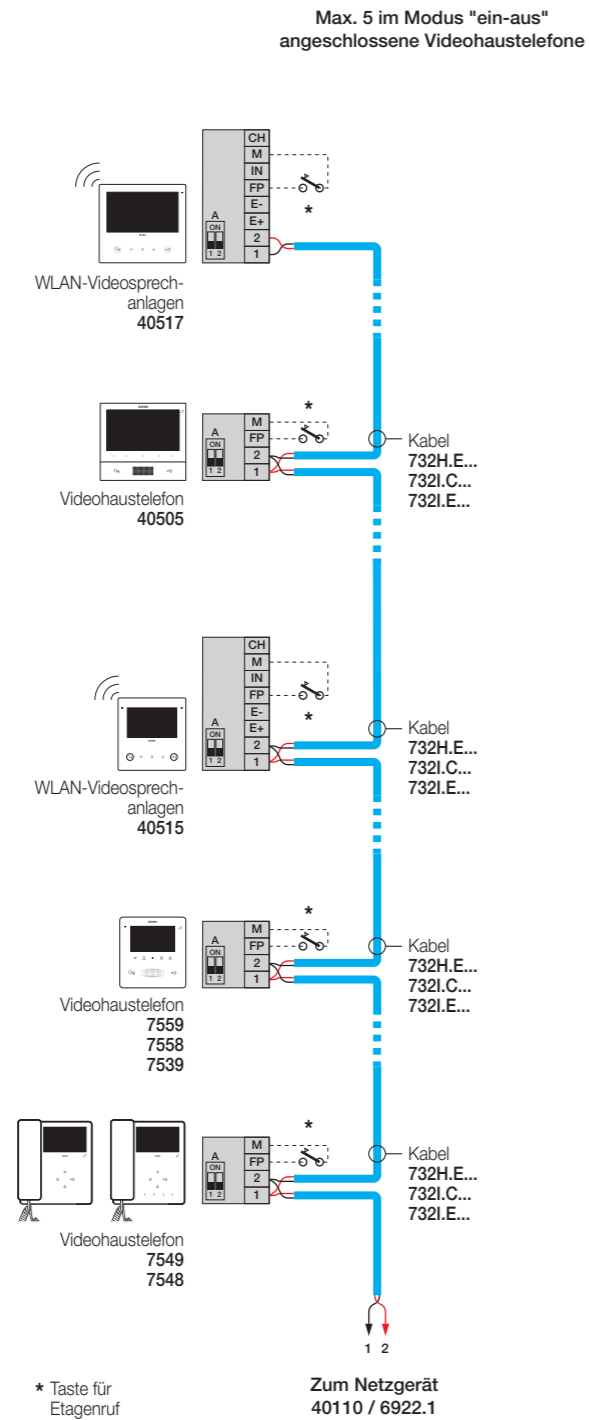 Max. 5 im Modus "ein-aus"
angeschlossene Videohaustelefone
CH
M
IN
FP
E-
E+
2
1
A
ON
1 2
*
WLAN-Videosprech-
anlagen
40517
M
FP
2
1
A
ON
1 2
*
Videohaustelefon
40505
Kabel
732H.E...
732I.C...
732I.E...
CH
M
IN
FP
E-
E+
2
1
A
ON
1 2
*
WLAN-Videosprech-
anlagen
40515
Kabel
732H.E...
732I.C...
732I.E...
M
FP
2
1
A
ON
1 2
*
Videohaustelefon
7559
7558
7539
Kabel
732H.E...
732I.C...
732I.E...
M
FP
2
1
A
ON
1 2
*
Videohaustelefon
7549
7548
Kabel
732H.E...
732I.C...
732I.E...
1 2
* Taste für
Etagenruf
Zum Netzgerät
40110 / 6922.1